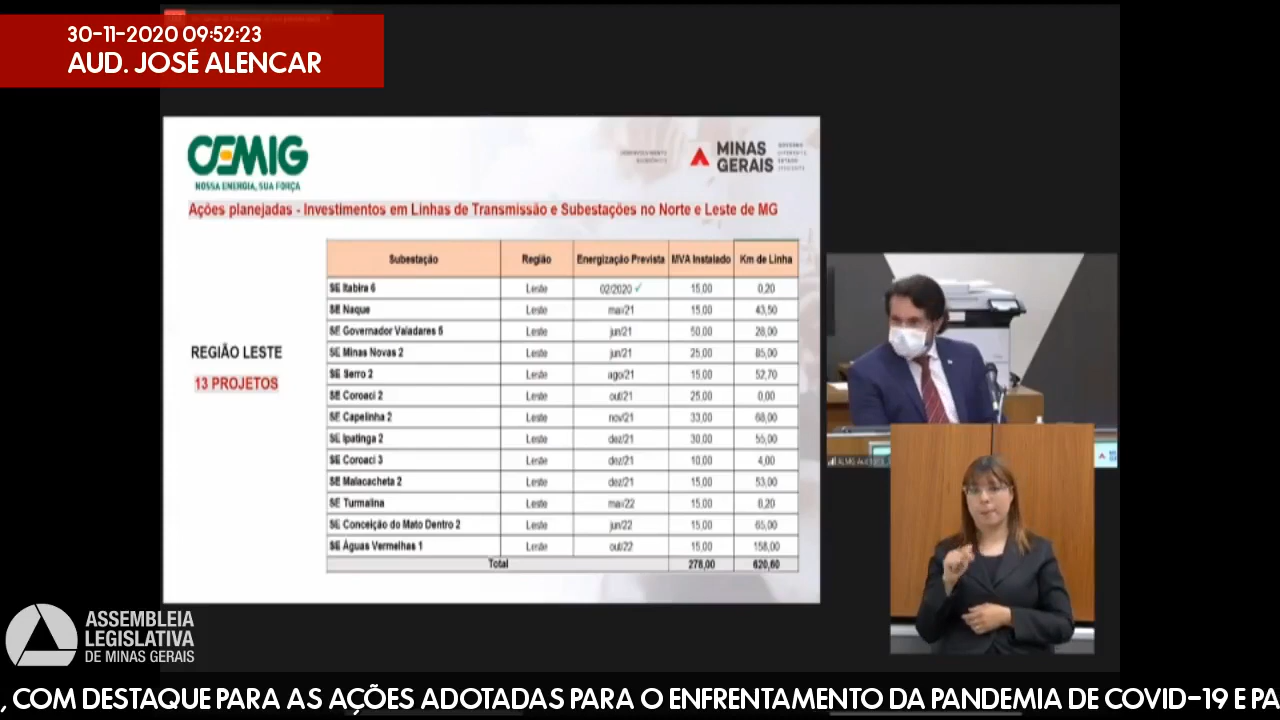 30-11-2020 09:52:23
AUD. JOSÉ ALENCAR
CEMIG
NOSSA ENERGIA, SUA FORÇA
DESENVOLVIMENTO ECONÔMICO
MINAS GERAIS
Ações planejadas - Investimentos em Linhas de Transmissão e Subestações no Norte e Leste de MG
REGIÃO LESTE
13 PROJETOS
Subestação Região Energização Prevista MVA Instalado Km de Linha
SE Itabira 6 Leste 02/2020 ✓ 15,00 0,20
SE Naque Leste mai/21 15,00 43,50
SE Governador Valadares 6 Leste jun/21 50,00 28,00
SE Minas Novas 2 Leste jun/21 25,00 85,00
SE Serro 2 Leste ago/21 15,00 52,70
SE Coroaci 2 Leste out/21 25,00 0,00
SE Capelinha 2 Leste nov/21 33,00 68,00
SE Ipatinga 2 Leste dez/21 30,00 55,00
SE Coroaci 3 Leste dez/21 10,00 4,00
SE Malacacheta 2 Leste dez/21 15,00 53,00
SE Turmalina Leste mai/22 15,00 0,20
SE Conceição do Mato Dentro 2 Leste jun/22 15,00 65,00
SE Águas Vermelhas 1 Leste out/22 15,00 158,00
Total 278,00 620,60
ASSEMBLEIA
LEGISLATIVA
DE MINAS GERAIS
, COM DESTAQUE PARA AS AÇÕES ADOTADAS PARA O ENFRENTAMENTO DA PANDEMIA DE COVID-19 E PA